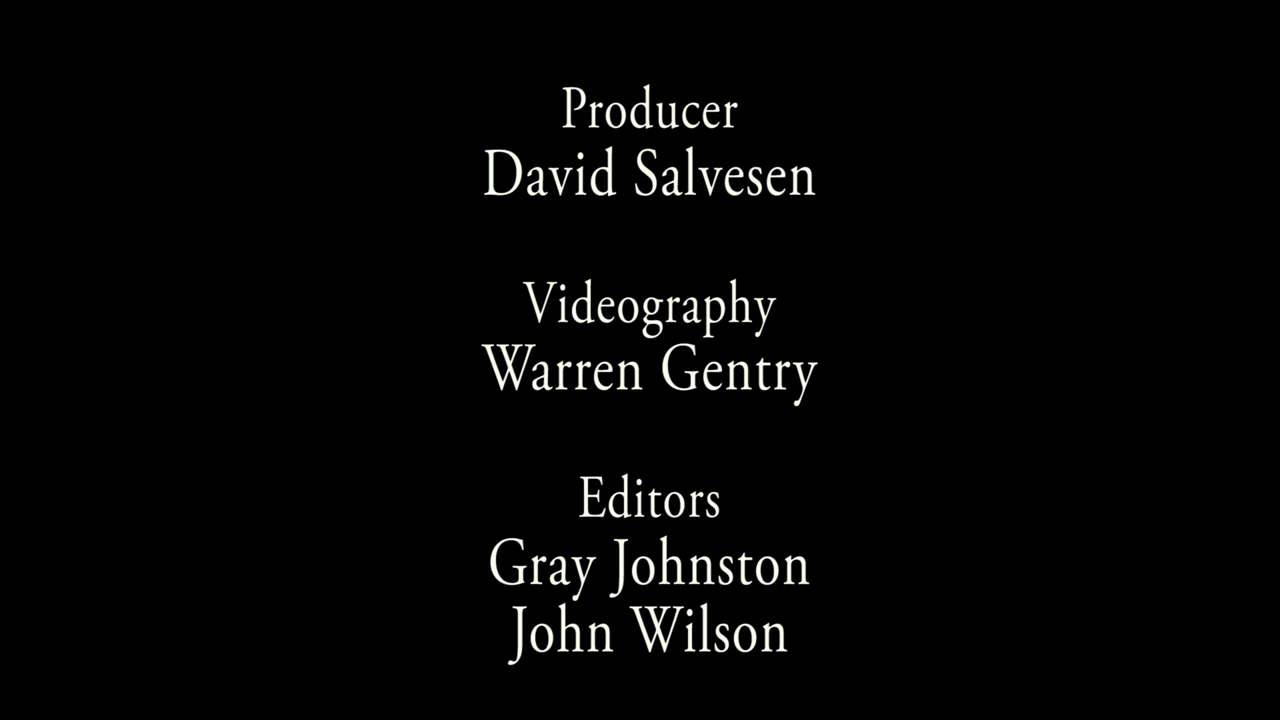 Producer
David Salvesen
Videography
Warren Gentry
Editors
Gray Johnston
John Wilson